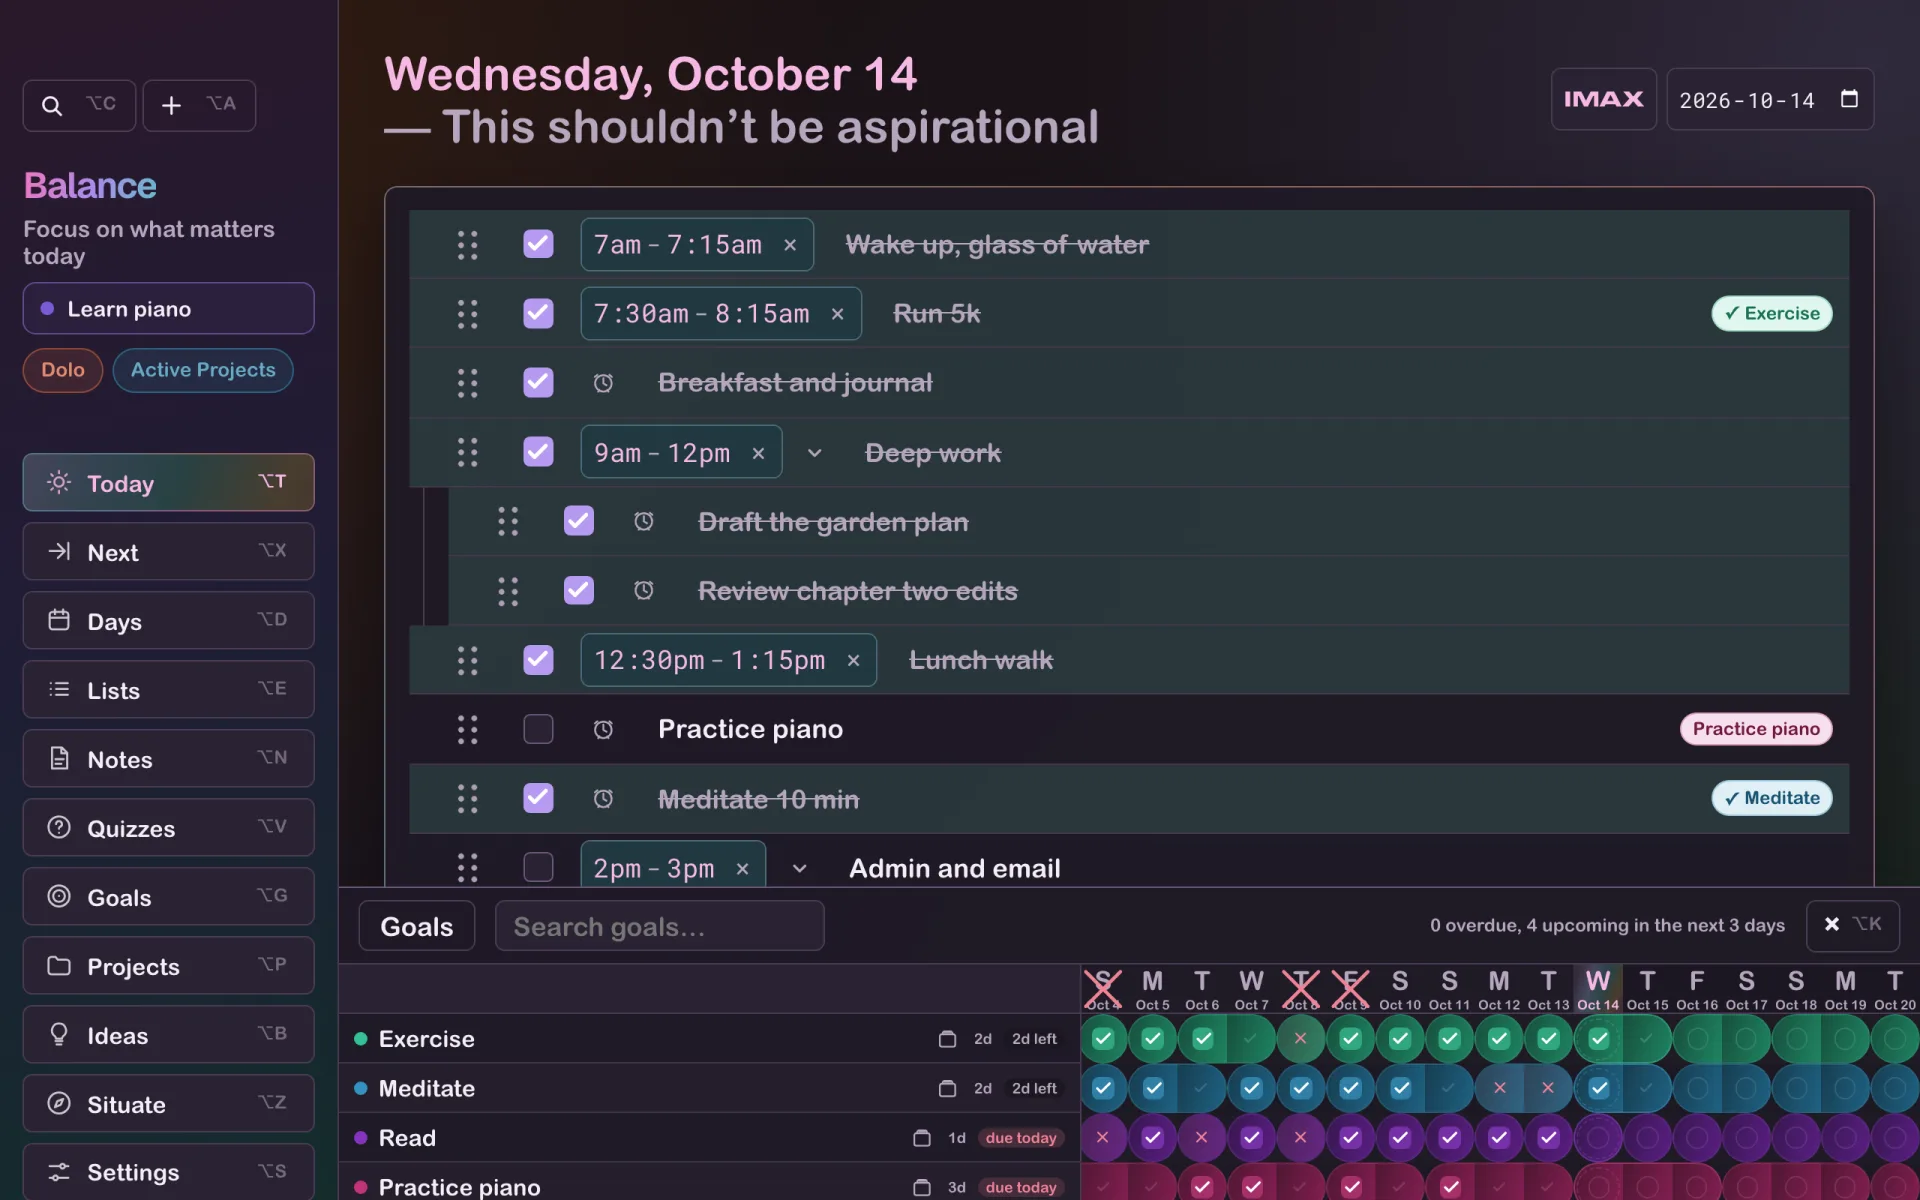 ⌥C
⌥A
Balance
Focus on what matters
today
Learn piano
Dolo
Active Projects
Today ⌥T
Next ⌥X
Days ⌥D
Lists ⌥E
Notes ⌥N
Quizzes ⌥V
Goals ⌥G
Projects ⌥P
Ideas ⌥B
Situate ⌥Z
Settings ⌥S
Wednesday, October 14
— This shouldn’t be aspirational
IMAX
2026-10-14
7am – 7:15am × Wake up, glass of water
7:30am – 8:15am × Run 5k ✓ Exercise
Breakfast and journal
9am – 12pm × Deep work
Draft the garden plan
Review chapter two edits
12:30pm – 1:15pm × Lunch walk
Practice piano Practice piano
Meditate 10 min ✓ Meditate
2pm – 3pm × Admin and email
Goals
Search goals...
0 overdue, 4 upcoming in the next 3 days
⌥K
S M T W T F S S M T W T F S S M T
Oct 4 Oct 5 Oct 6 Oct 7 Oct 8 Oct 9 Oct 10 Oct 11 Oct 12 Oct 13 Oct 14 Oct 15 Oct 16 Oct 17 Oct 18 Oct 19 Oct 20
Exercise 2d 2d left
Meditate 2d 2d left
Read 1d due today
Practice piano 3d due today